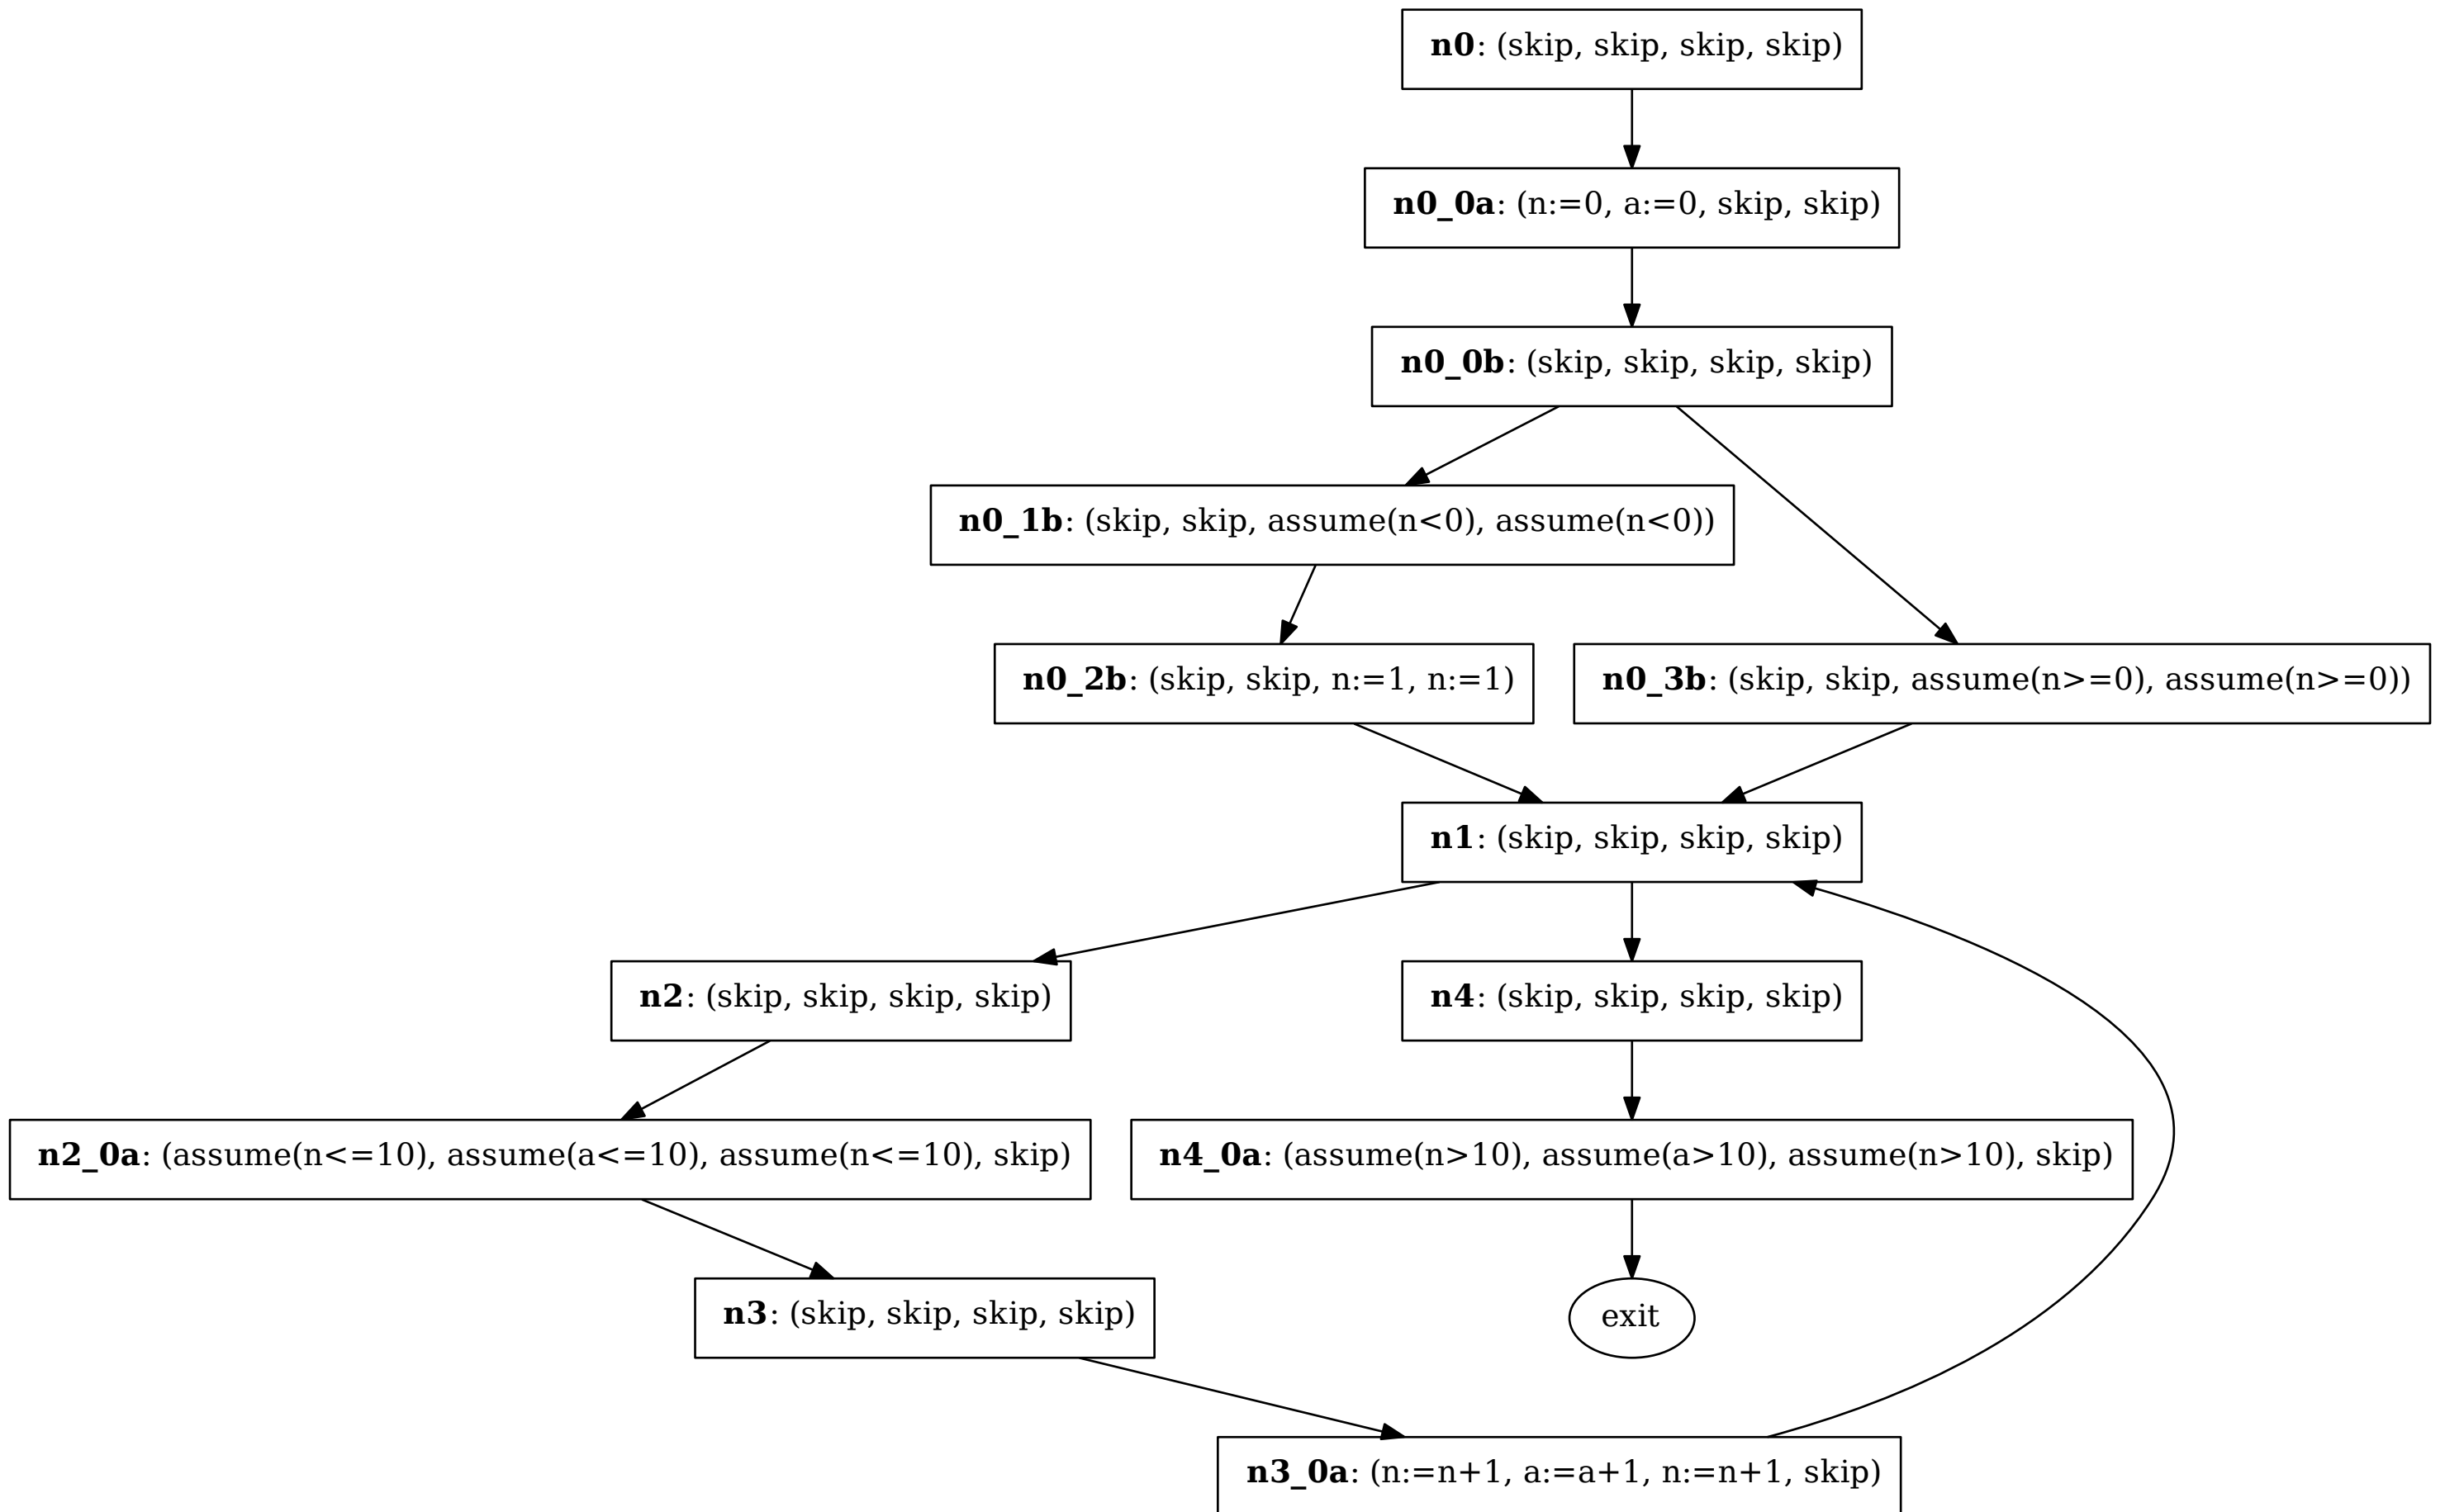 n0: (skip, skip, skip, skip)
n0_0a: (n:=0, a:=0, skip, skip)
n0_0b: (skip, skip, skip, skip)
n0_1b: (skip, skip, assume(n<0), assume(n<0))
n0_2b: (skip, skip, n:=1, n:=1)
n0_3b: (skip, skip, assume(n>=0), assume(n>=0))
n1: (skip, skip, skip, skip)
n2: (skip, skip, skip, skip)
n4: (skip, skip, skip, skip)
n2_0a: (assume(n<=10), assume(a<=10), assume(n<=10), skip)
n4_0a: (assume(n>10), assume(a>10), assume(n>10), skip)
n3: (skip, skip, skip, skip)
exit
n3_0a: (n:=n+1, a:=a+1, n:=n+1, skip)